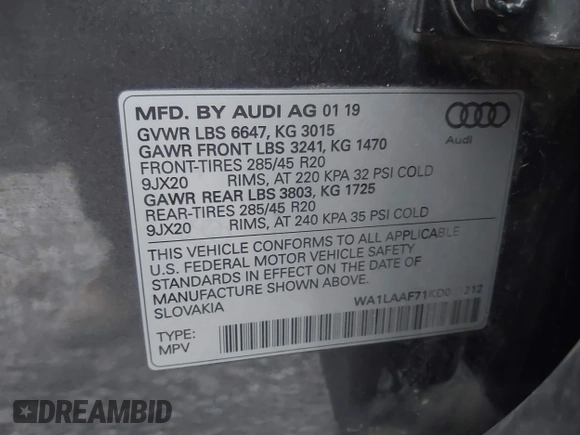 MFD. BY AUDI AG 01 19
GVWR LBS 6647, KG 3015
GAWR FRONT LBS 3241, KG 1470
FRONT-TIRES 285/45 R20
9JX20 RIMS, AT 220 KPA 32 PSI COLD
GAWR REAR LBS 3803, KG 1725
REAR-TIRES 285/45 R20
9JX20 RIMS, AT 240 KPA 35 PSI COLD
Audi
THIS VEHICLE CONFORMS TO ALL APPLICABLE
U.S. FEDERAL MOTOR VEHICLE SAFETY
STANDARDS IN EFFECT ON THE DATE OF
MANUFACTURE SHOWN ABOVE.
SLOVAKIA
WA1LAAF71KD0 212
TYPE:
MPV
DREAMBID